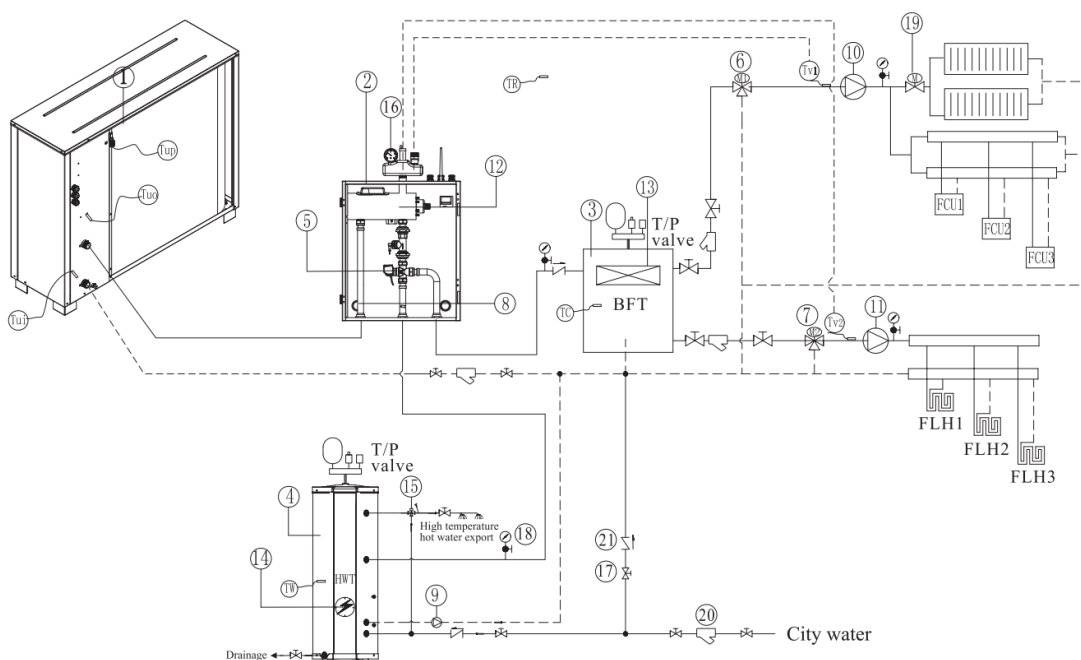 1
2
16
TR
6
Tv1
10
19
Tup
12
Tuo
5
3
13
T/P
valve
FCU1
FCU2
FCU3
BFT
TC
Tui
8
7
Tv2
11
FLH1
FLH2
FLH3
T/P
valve
4
15
High temperature
hot water export
18
14
TW
HWT
9
21
17
20
City water
Drainage